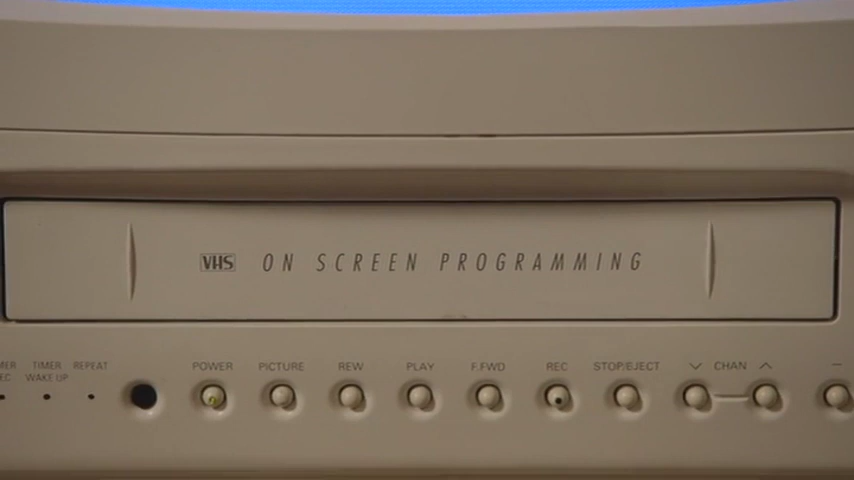 VHS ON SCREEN PROGRAMMING
TIMER REPEAT
WAKE UP
POWER PICTURE REW PLAY F.FWD REC STOP/EJECT CHAN